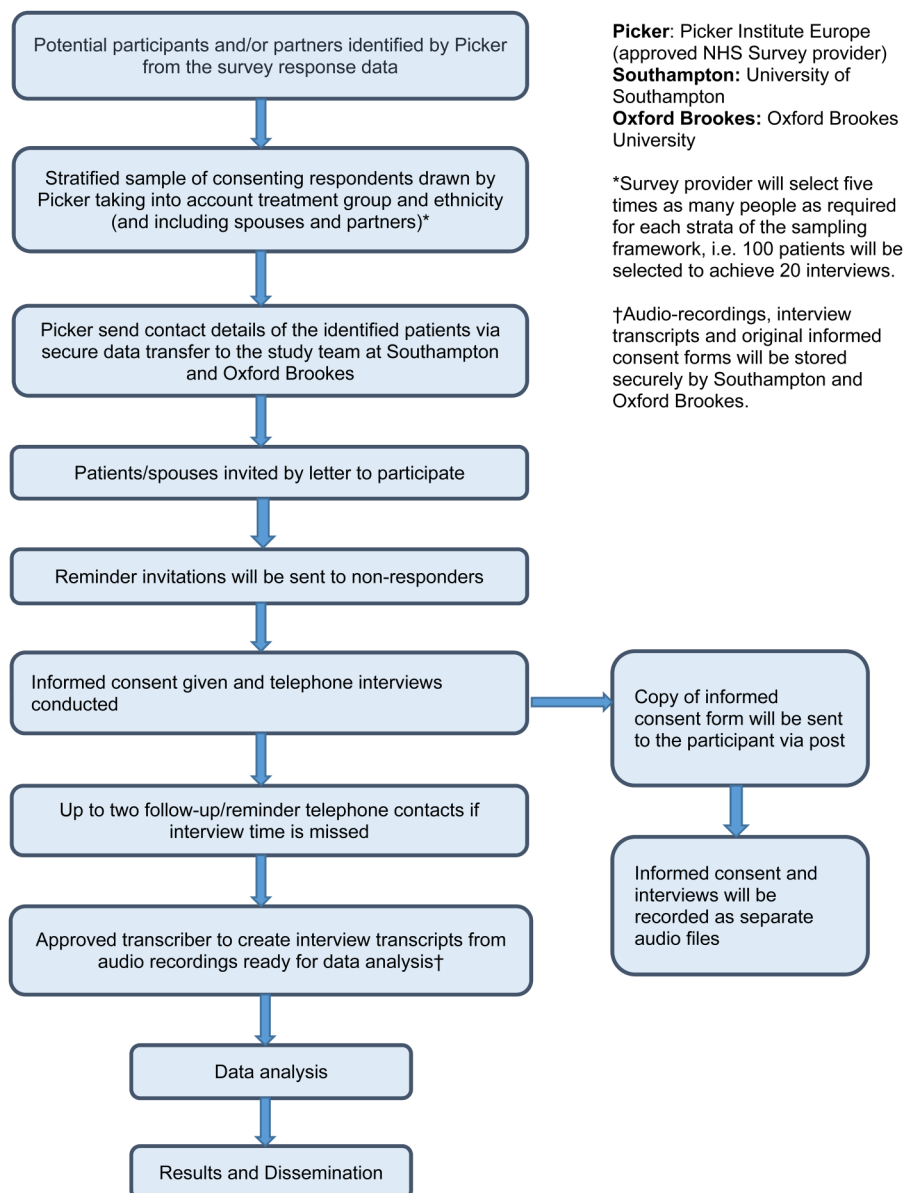 Potential participants and/or partners identified by Picker
from the survey response data
Stratified sample of consenting respondents drawn by
Picker taking into account treatment group and ethnicity
(and including spouses and partners)*
Picker send contact details of the identified patients via
secure data transfer to the study team at Southampton
and Oxford Brookes
Patients/spouses invited by letter to participate
Reminder invitations will be sent to non-responders
Informed consent given and telephone interviews
conducted
Up to two follow-up/reminder telephone contacts if
interview time is missed
Approved transcriber to create interview transcripts from
audio recordings ready for data analysis†
Data analysis
Results and Dissemination
Copy of informed
consent form will be sent
to the participant via post
Informed consent and
interviews will be
recorded as separate
audio files
Picker: Picker Institute Europe
(approved NHS Survey provider)
Southampton: University of
Southampton
Oxford Brookes: Oxford Brookes
University
*Survey provider will select five
times as many people as required
for each strata of the sampling
framework, i.e. 100 patients will be
selected to achieve 20 interviews.
†Audio-recordings, interview
transcripts and original informed
consent forms will be stored
securely by Southampton and
Oxford Brookes.